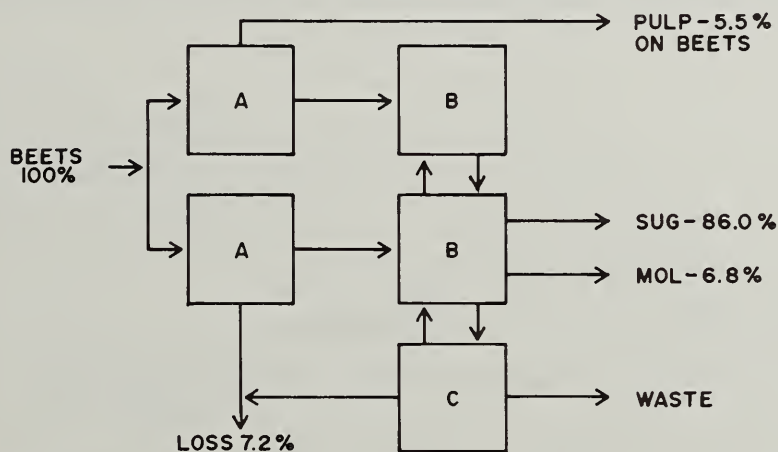 PULP-5.5%
ON BEETS
A
B
BEETS
100%
A
B
SUG-86.0%
MOL-6.8%
C
WASTE
LOSS 7.2%